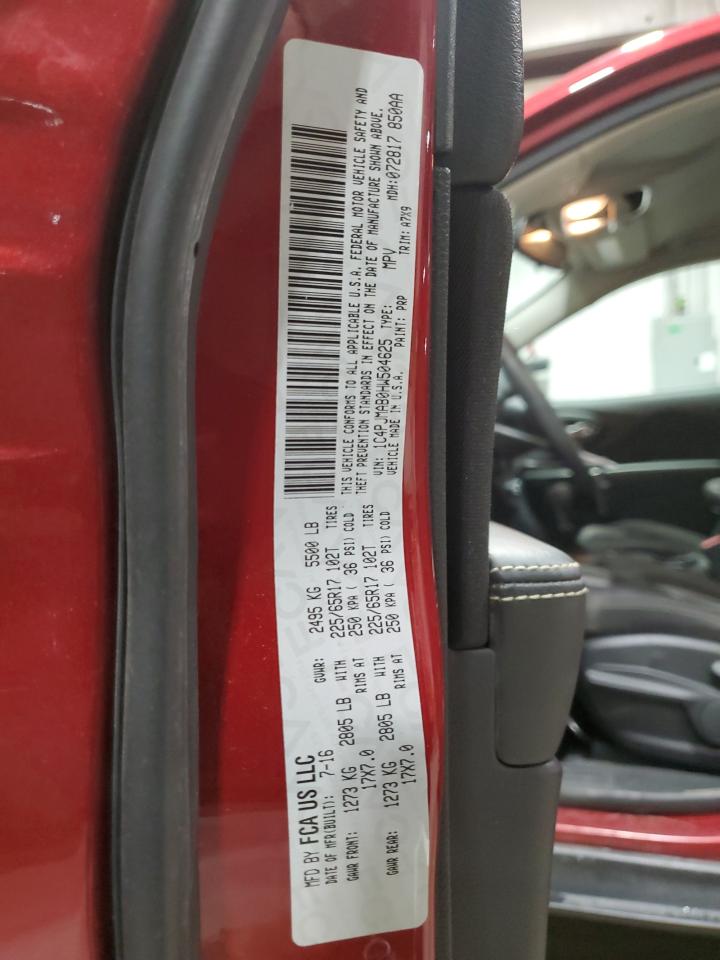 MFD BY FCA US LLC
DATE OF MFR(BUILT): 7-16 GVWR: 2495 KG 5500 LB
GAWR FRONT: 1273 KG 2805 LB WITH 225/65R17 102T TIRES
17X7.0 RIMS AT 250 KPA ( 36 PSI) COLD
GAWR REAR: 1273 KG 2805 LB WITH 225/65R17 102T TIRES
17X7.0 RIMS AT 250 KPA ( 36 PSI) COLD
THIS VEHICLE CONFORMS TO ALL APPLICABLE U.S.A. FEDERAL MOTOR VEHICLE SAFETY AND
THEFT PREVENTION STANDARDS IN EFFECT ON THE DATE OF MANUFACTURE SHOWN ABOVE.
VIN: 1C4PJMAB0HW504625 TYPE: MPV MDH:072817 850AA
VEHICLE MADE IN U.S.A. PAINT: PRP TRIM: A7X9